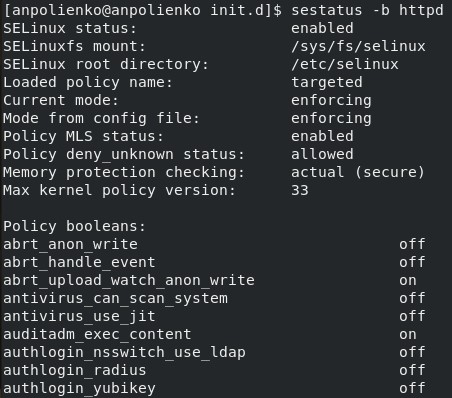 [anpolienko@anpolienko init.d]$ sestatus -b httpd
SELinux status: enabled
SELinuxfs mount: /sys/fs/selinux
SELinux root directory: /etc/selinux
Loaded policy name: targeted
Current mode: enforcing
Mode from config file: enforcing
Policy MLS status: enabled
Policy deny_unknown status: allowed
Memory protection checking: actual (secure)
Max kernel policy version: 33
Policy booleans:
abrt_anon_write off
abrt_handle_event off
abrt_upload_watch_anon_write on
antivirus_can_scan_system off
antivirus_use_jit off
auditadm_exec_content on
authlogin_nsswitch_use_ldap off
authlogin_radius off
authlogin_yubikey off